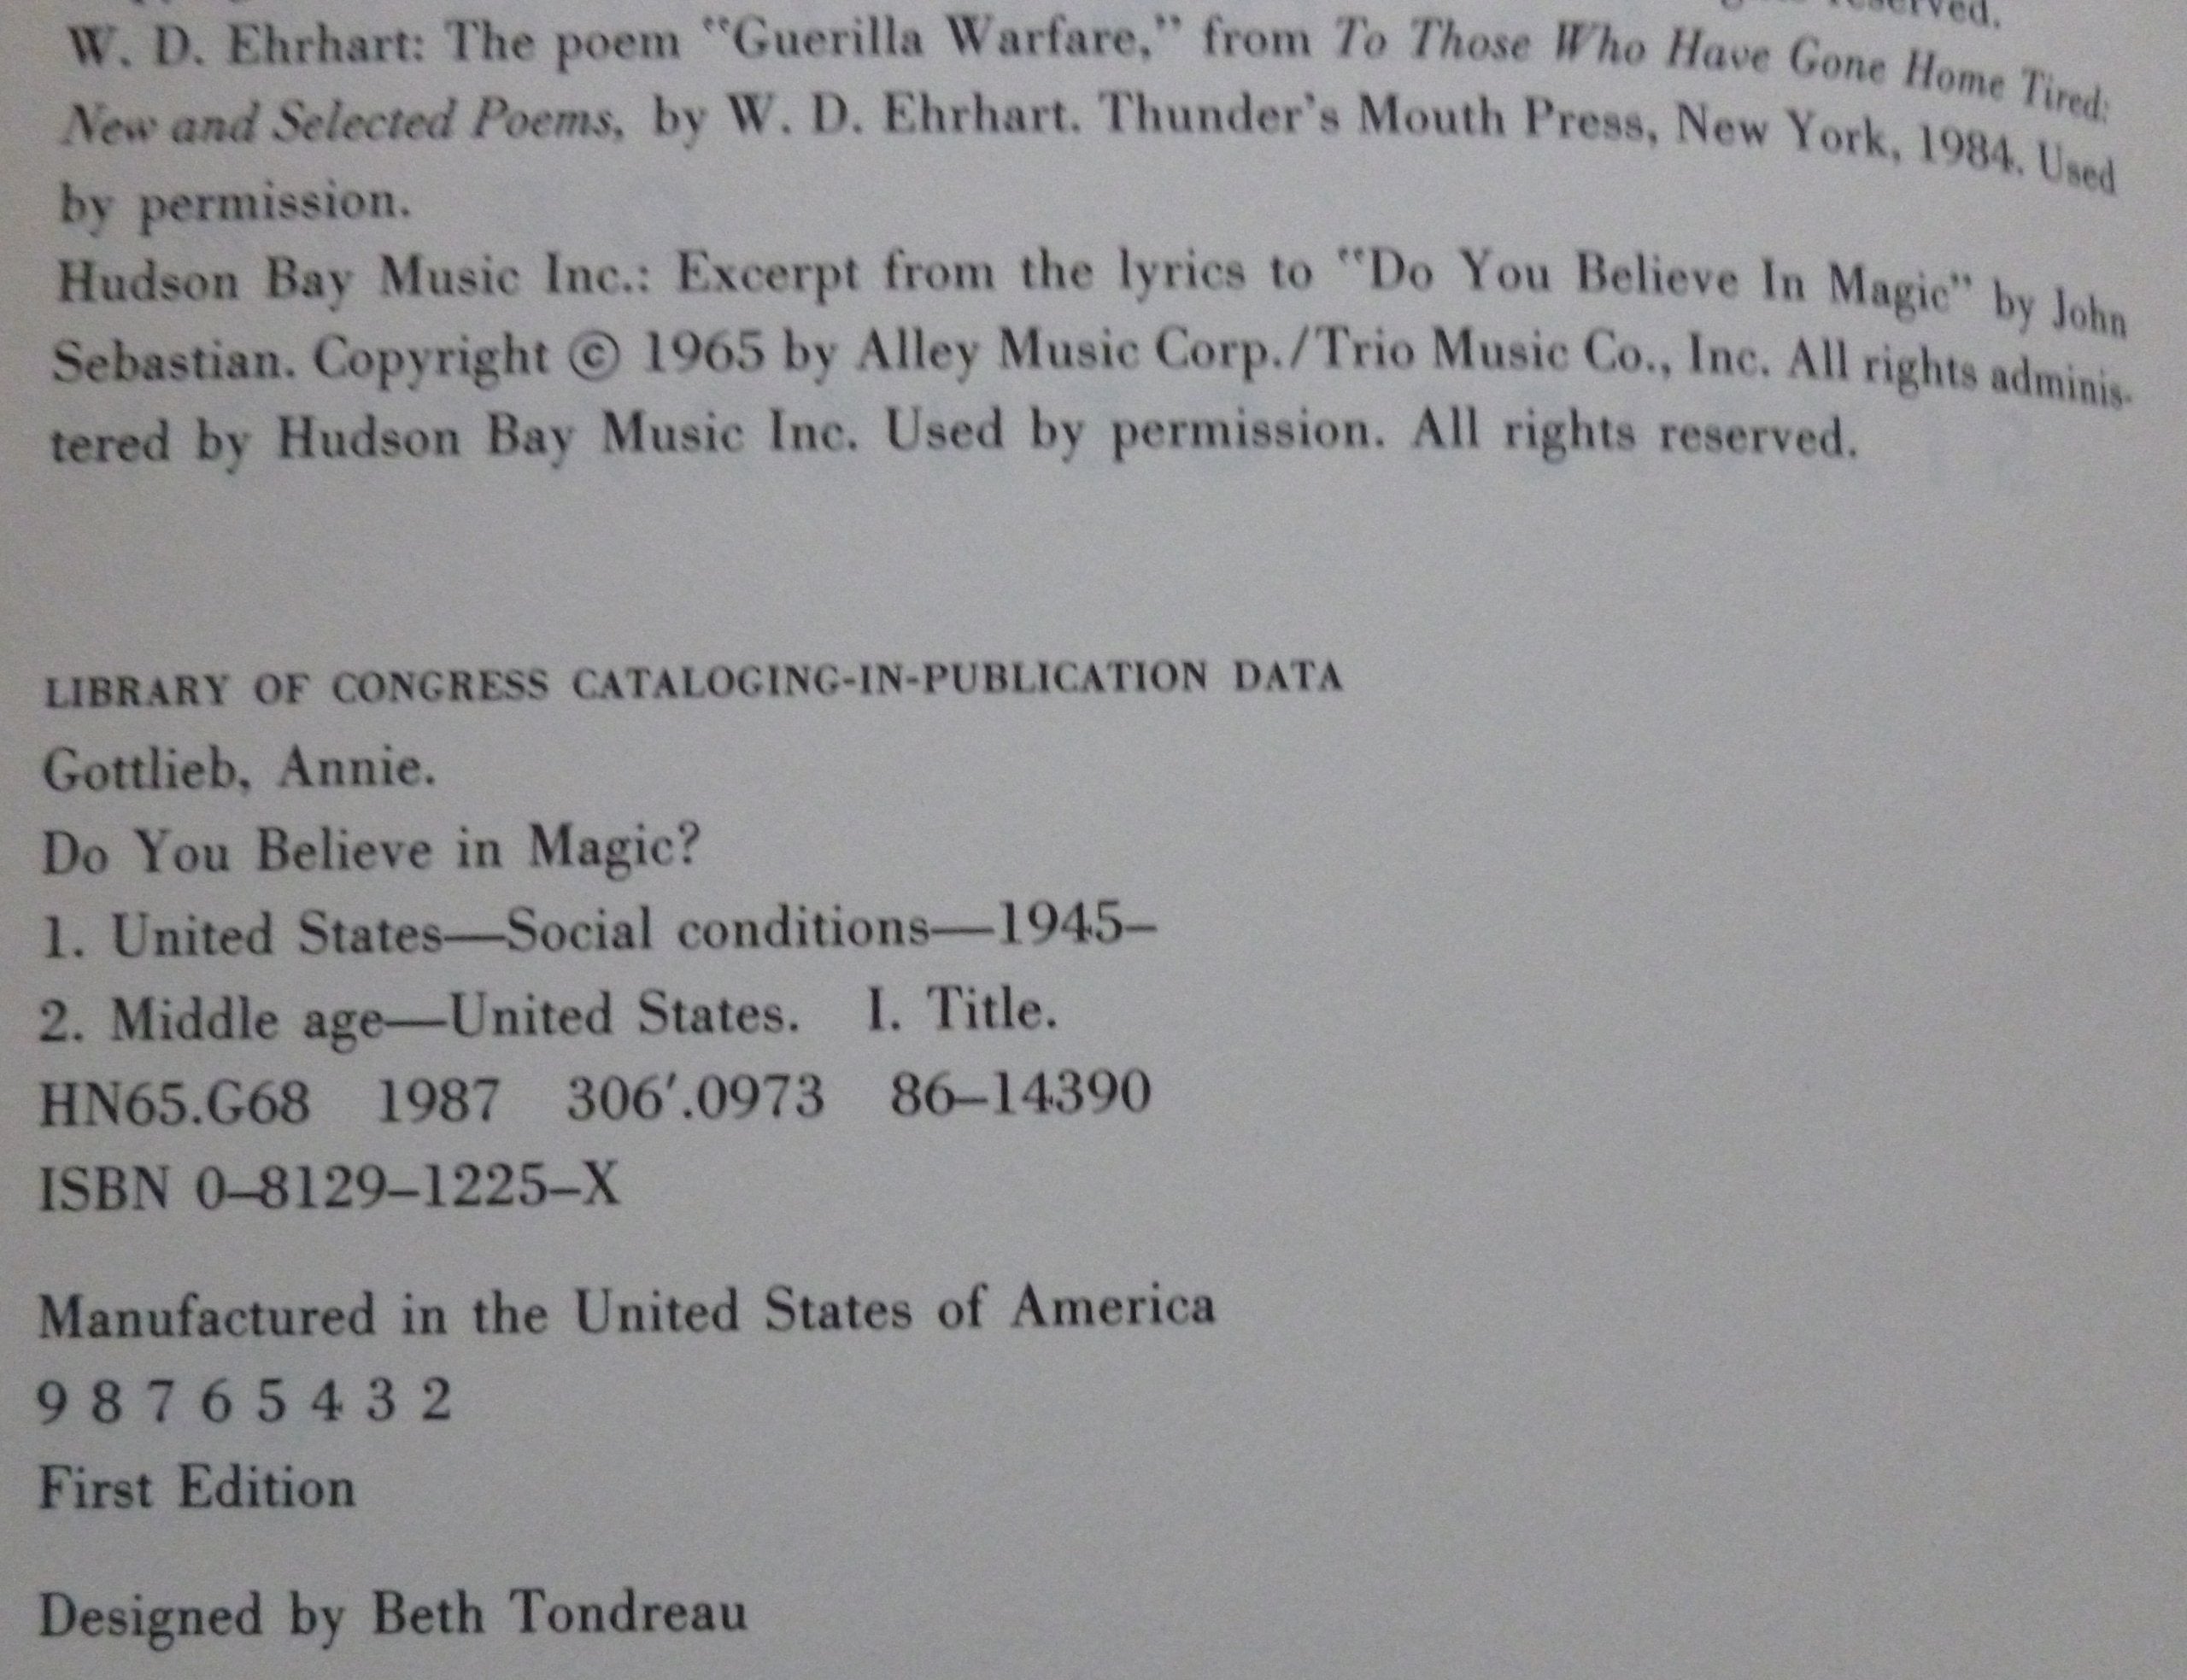 reserved.
W. D. Ehrhart: The poem "Guerilla Warfare," from To Those Who Have Gone Home Tired:
New and Selected Poems, by W. D. Ehrhart. Thunder's Mouth Press, New York, 1984. Used
by permission.
Hudson Bay Music Inc.: Excerpt from the lyrics to "Do You Believe In Magic" by John
Sebastian. Copyright © 1965 by Alley Music Corp./Trio Music Co., Inc. All rights adminis-
tered by Hudson Bay Music Inc. Used by permission. All rights reserved.
LIBRARY OF CONGRESS CATALOGING-IN-PUBLICATION DATA
Gottlieb, Annie.
Do You Believe in Magic?
1. United States—Social conditions—1945–
2. Middle age—United States. I. Title.
HN65.G68 1987 306′.0973 86–14390
ISBN 0–8129–1225–X
Manufactured in the United States of America
9 8 7 6 5 4 3 2
First Edition
Designed by Beth Tondreau